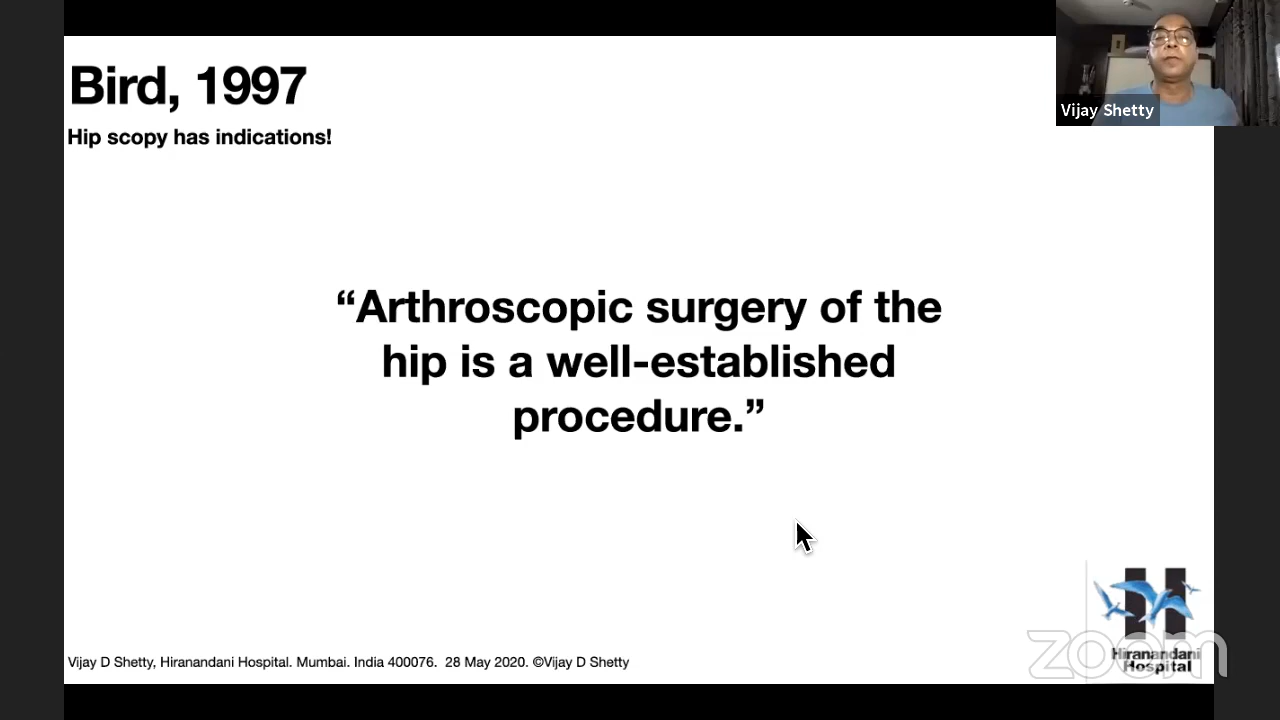 Bird, 1997
Hip scopy has indications!
Vijay Shetty
“Arthroscopic surgery of the
hip is a well-established
procedure.”
Vijay D Shetty, Hiranandani Hospital. Mumbai. India 400076. 28 May 2020. ©Vijay D Shetty
Hiranandani
Hospital
zoom